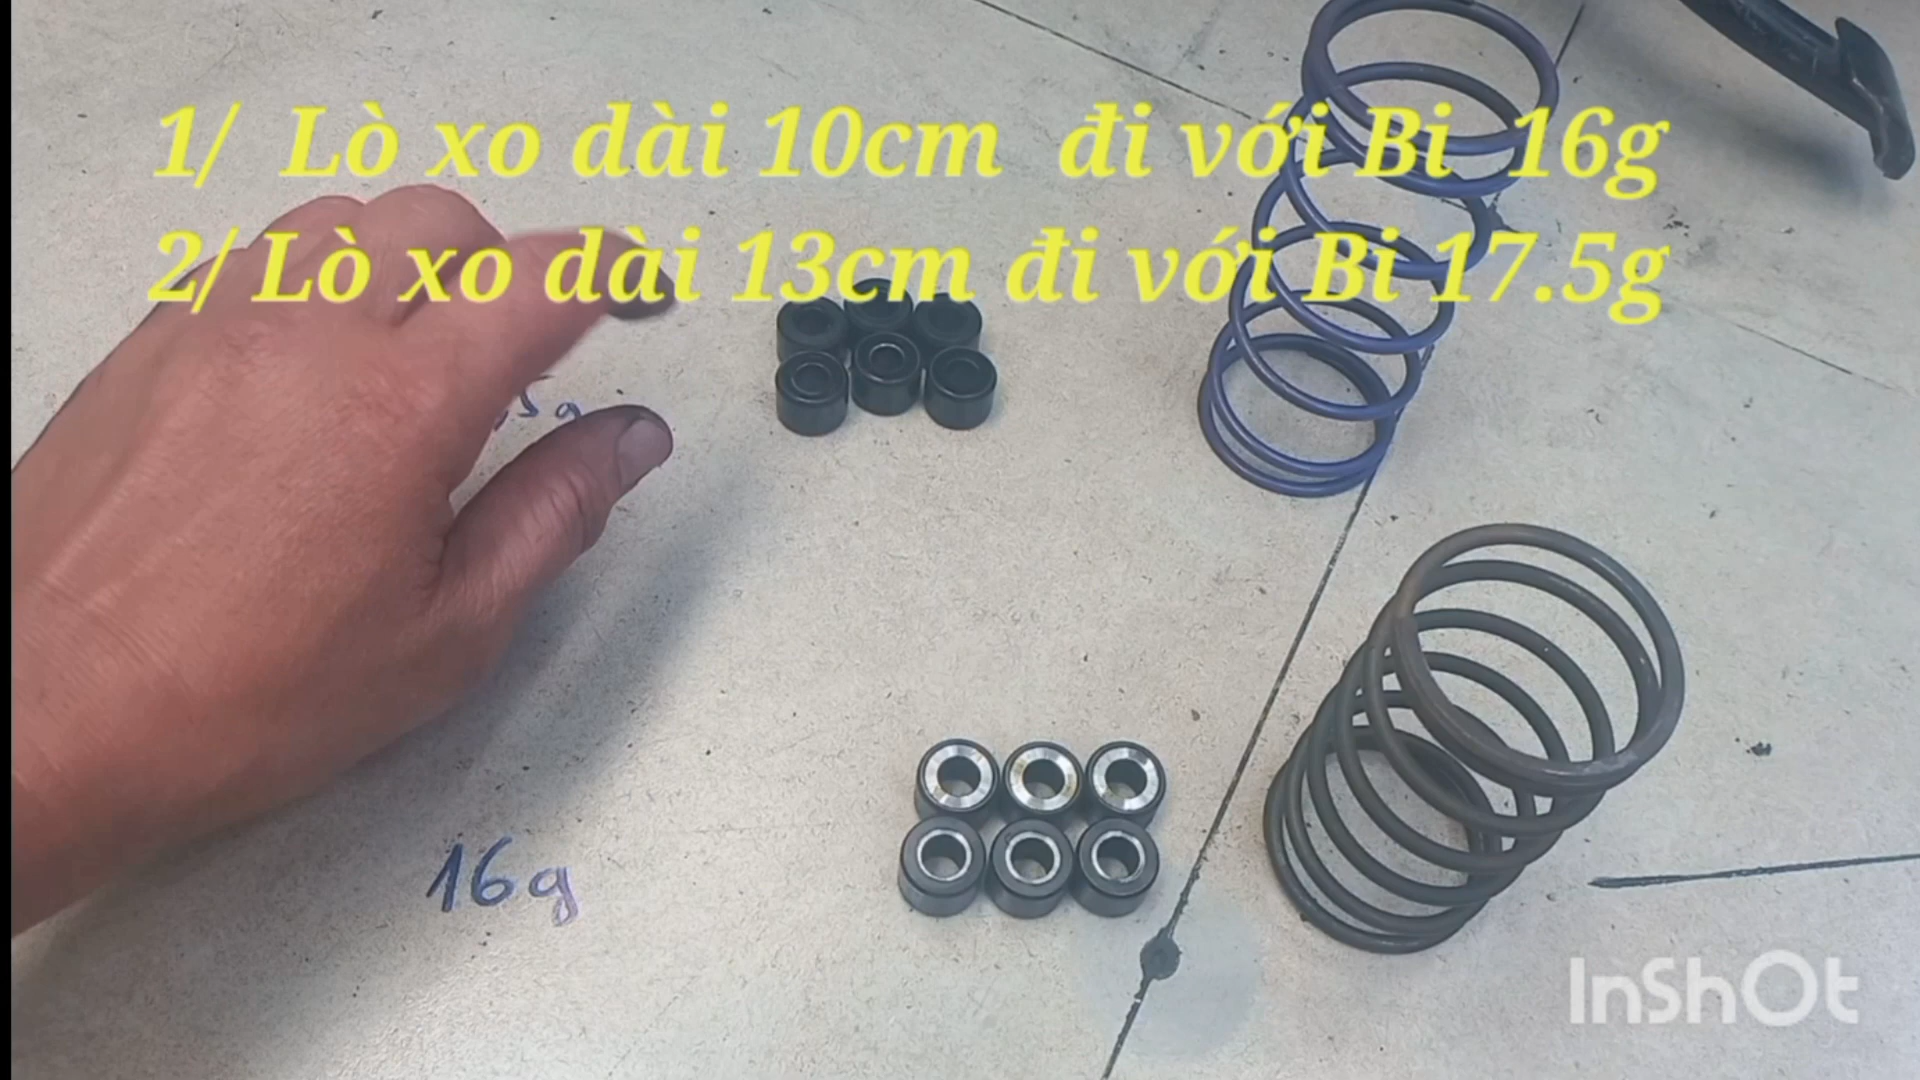 1/ Lò xo dài 10cm đi với Bi 16g
2/ Lò xo dài 13cm đi với Bi 17.5g
16g
InShOt